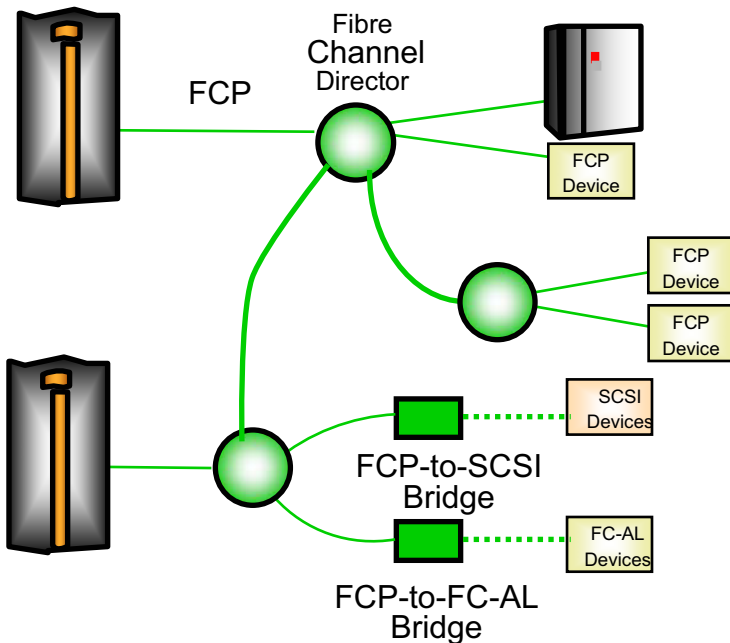 Fibre
Channel
Director
FCP
FCP
Device
FCP
Device
FCP
Device
SCSI
Devices
FCP-to-SCSI
Bridge
FC-AL
Devices
FCP-to-FC-AL
Bridge